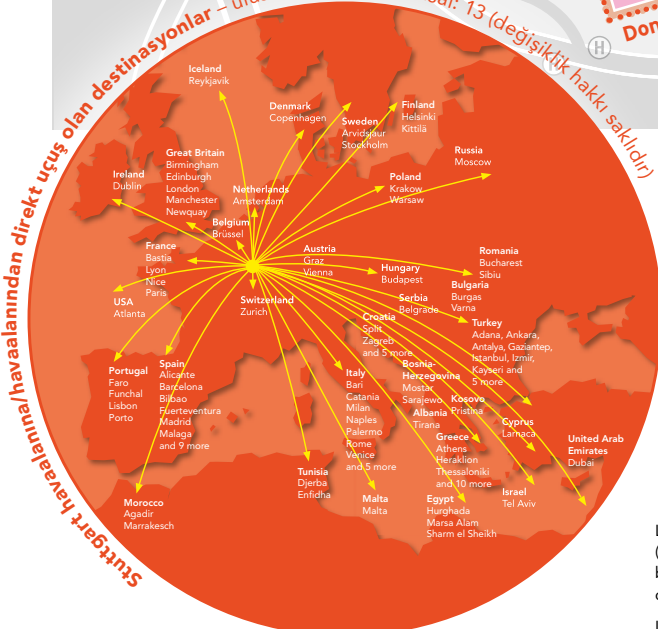 Stuttgart havaalanına/havaalanından direkt uçuş olan destinasyonlar –
13 (değişiklik hakkı saklıdır)
H
Iceland
Reykjavik
Denmark
Copenhagen
Sweden
Arvidsjaur
Stockholm
Finland
Helsinki
Kittilä
Russia
Moscow
Great Britain
Birmingham
Edinburgh
London
Manchester
Newquay
Ireland
Dublin
Netherlands
Amsterdam
Poland
Krakow
Warsaw
Belgium
Brüssel
France
Bastia
Lyon
Nice
Paris
Austria
Graz
Vienna
Hungary
Budapest
Romania
Bucharest
Sibiu
Bulgaria
Burgas
Varna
USA
Atlanta
Switzerland
Zurich
Serbia
Belgrade
Croatia
Split
Zagreb
and 5 more
Turkey
Adana, Ankara,
Antalya, Gaziantep,
Istanbul, Izmir,
Kayseri and
5 more
Portugal
Faro
Funchal
Lisbon
Porto
Spain
Alicante
Barcelona
Bilbao
Fuerteventura
Madrid
Malaga
and 9 more
Italy
Bari
Catania
Milan
Naples
Palermo
Rome
Venice
and 5 more
Bosnia-
Herzegovina
Mostar
Sarajewo
Kosovo
Pristina
Albania
Tirana
Cyprus
Larnaca
Greece
Athens
Heraklion
Thessaloniki
and 10 more
United Arab
Emirates
Dubai
Tunisia
Djerba
Enfidha
Malta
Malta
Egypt
Hurghada
Marsa Alam
Sharm el Sheikh
Israel
Tel Aviv
Morocco
Agadir
Marrakesch